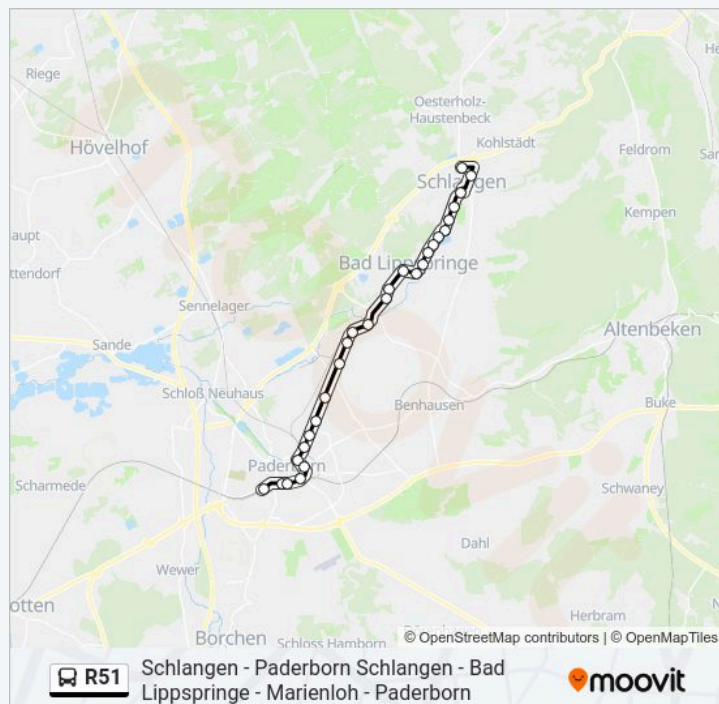 Riege
Oesterholz-
Haustenbeck
Hövelhof
Kohlstädt
Feldrom
Schlangen
haupt
Kempen
Bad Lippspringe
ttendorf
Sennelager
Altenbeken
Sande
Schloß Neuhaus
Benhausen
Buke
Paderborn
Scharmede
Schwaney
Dahl
Wewer
otten
Herbram
Borchen
Schloss Hamborn
© OpenStreetMap contributors | © OpenMapTiles
R51
Schlangen - Paderborn Schlangen - Bad
Lippspringe - Marienloh - Paderborn
moovit